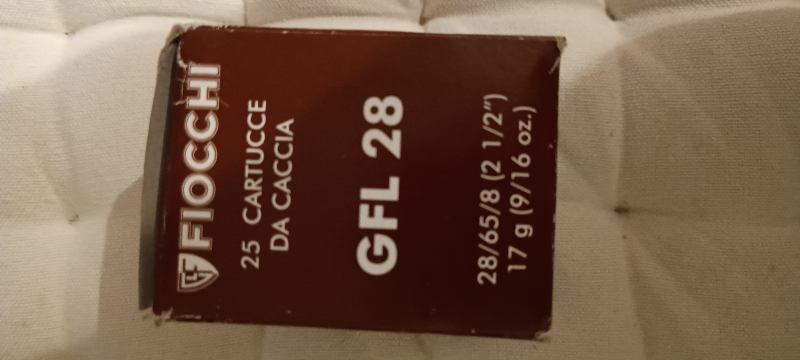 FIOCCHI
25 CARTUCCE
DA CACCIA
GFL 28
28/65/8 (2 1/2")
17 g (9/16 oz.)